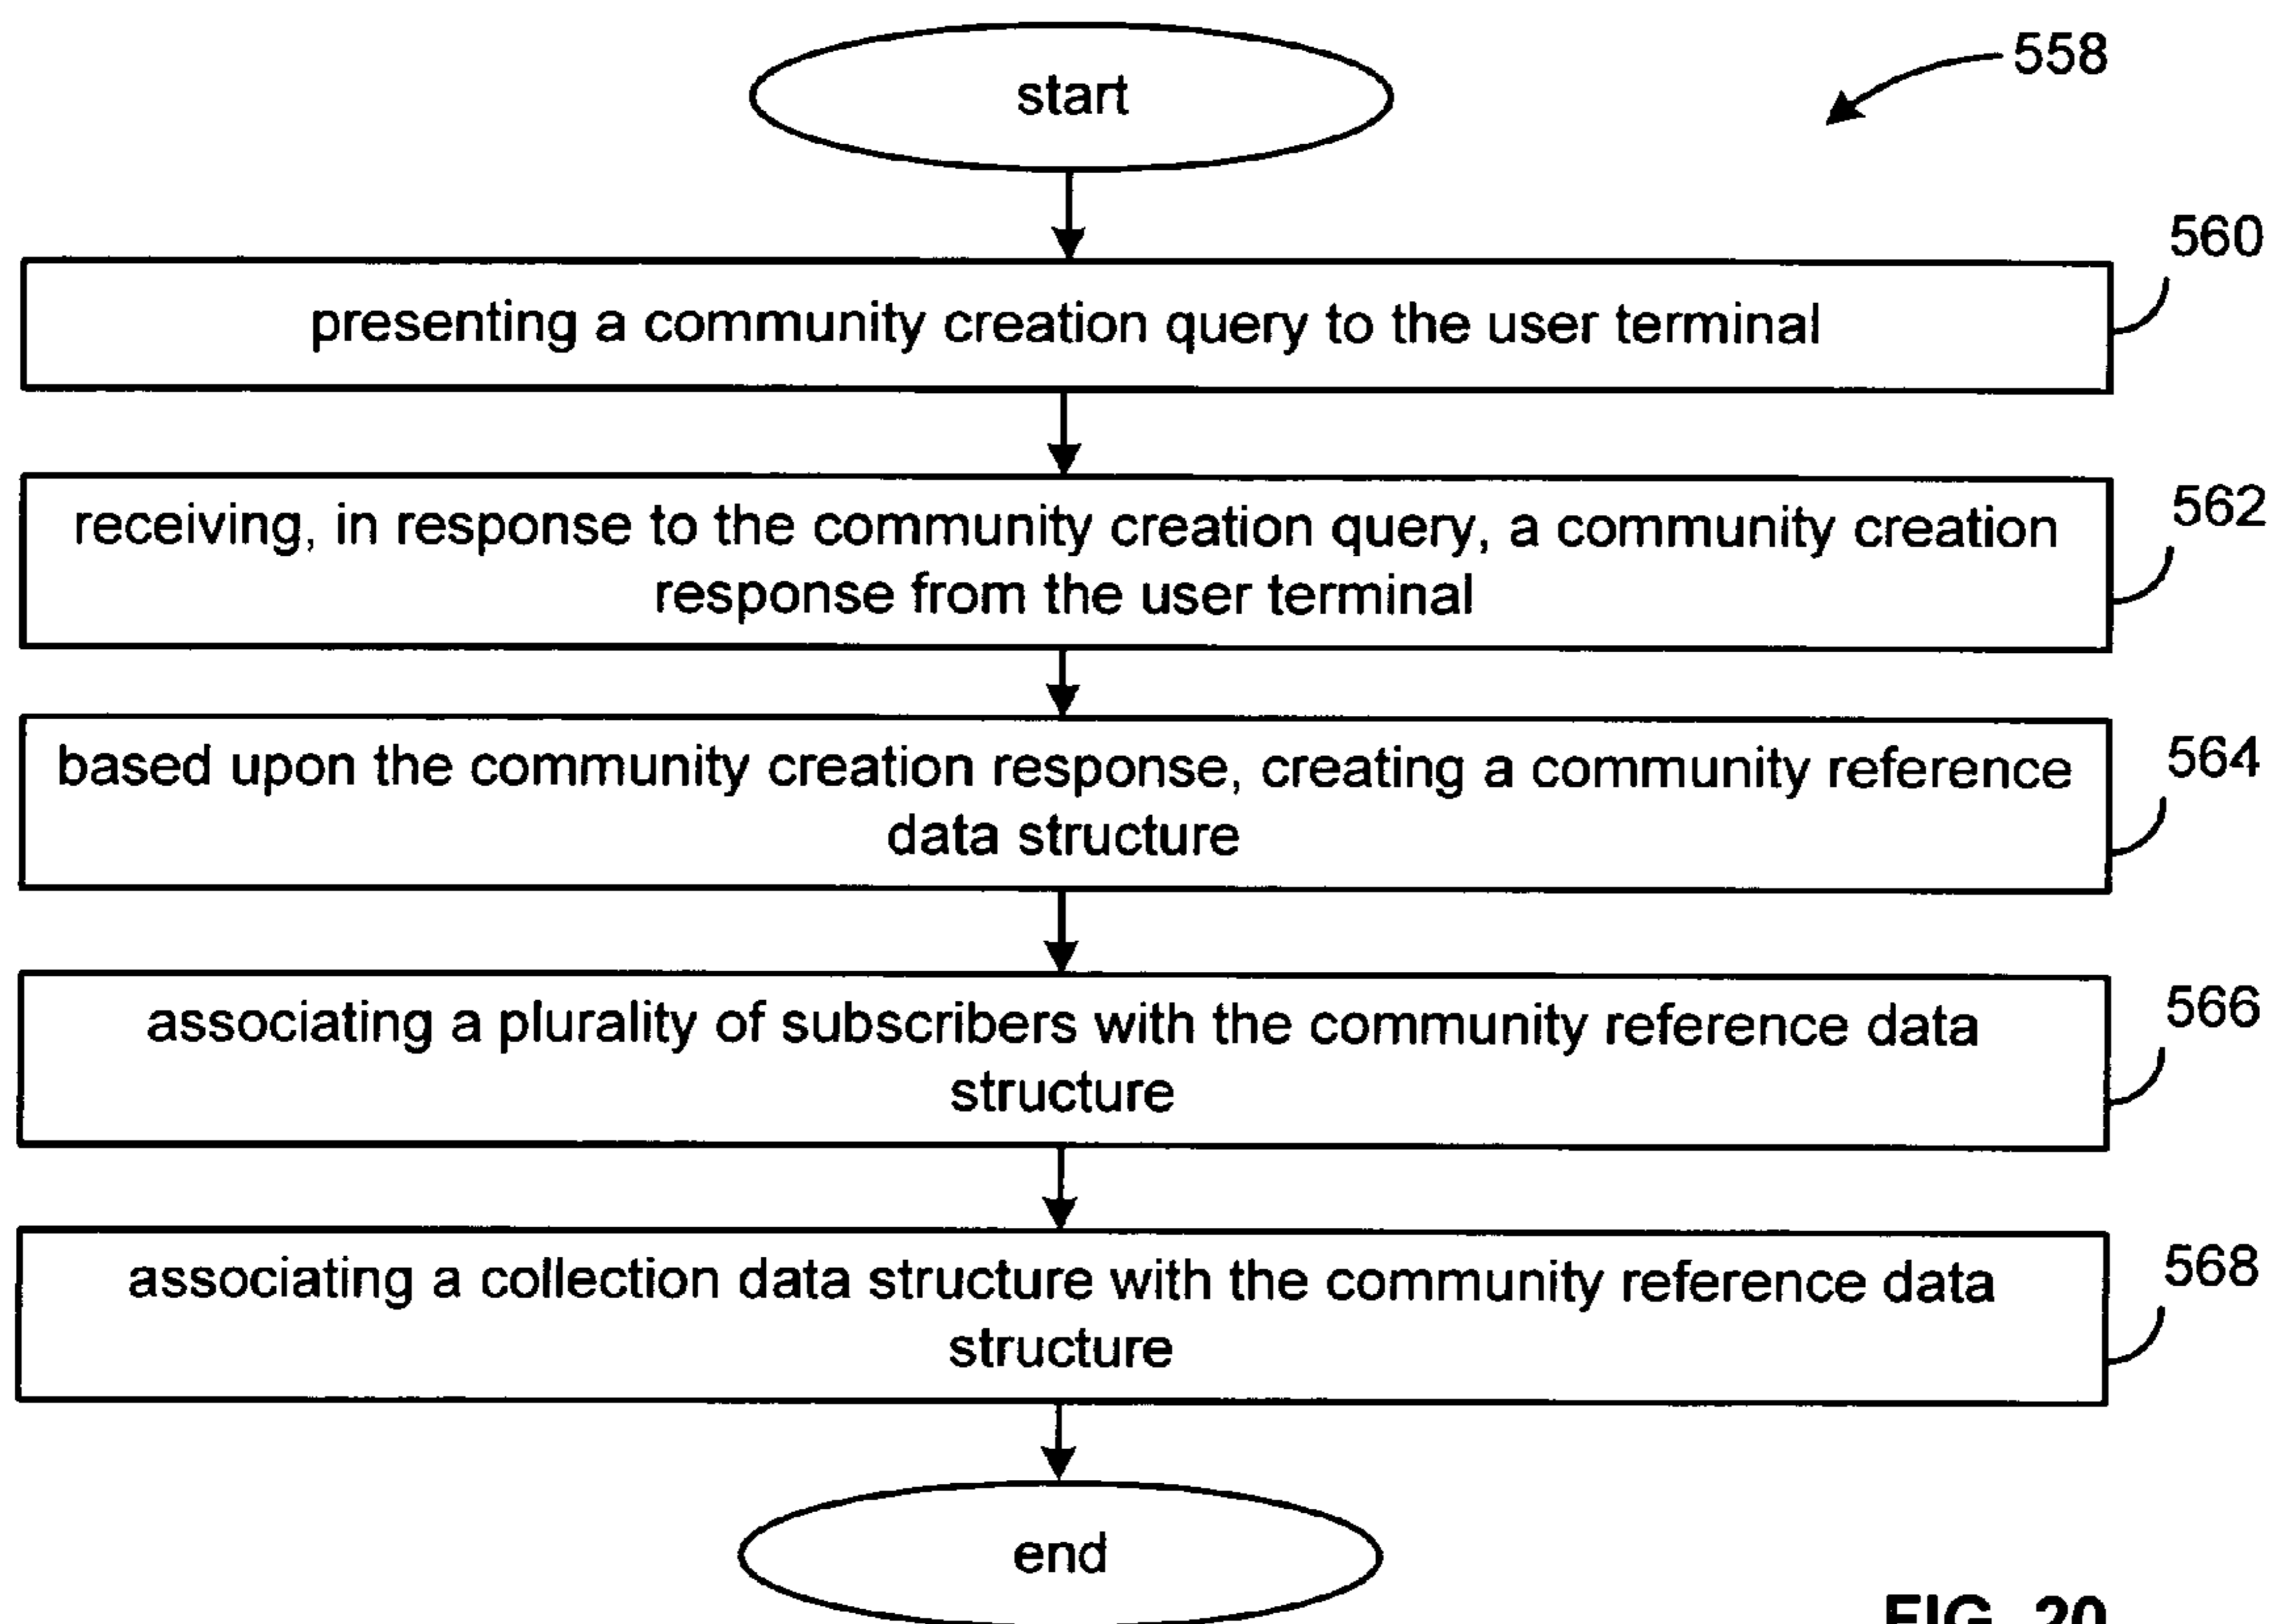 start
558
560
presenting a community creation query to the user terminal
562
receiving, in response to the community creation query, a community creation
response from the user terminal
564
based upon the community creation response, creating a community reference
data structure
566
associating a plurality of subscribers with the community reference data
structure
568
associating a collection data structure with the community reference data
structure
end
FIG. 20